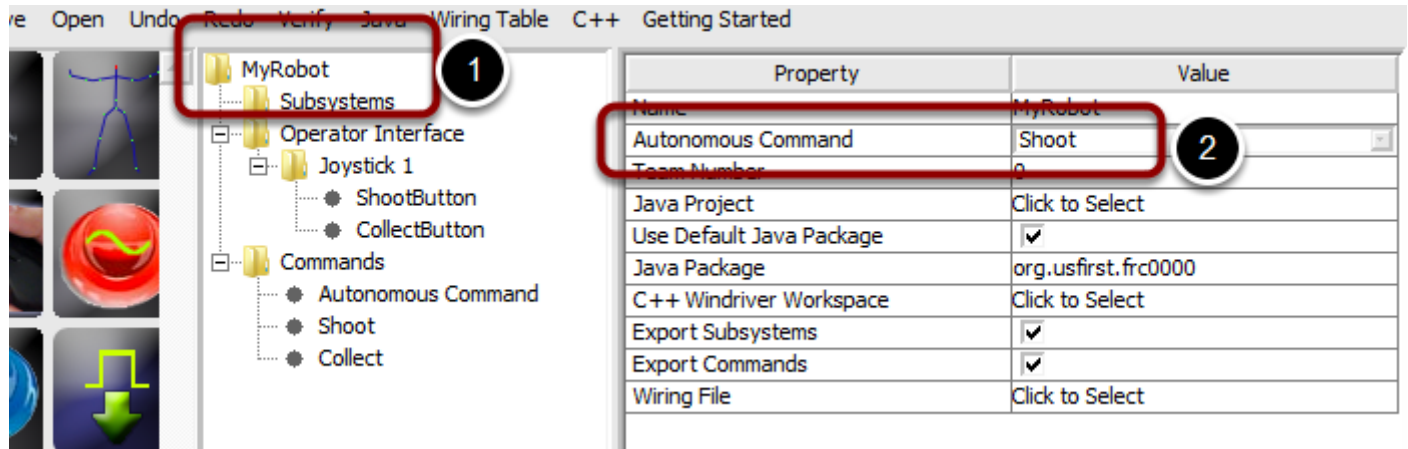 ve Open Undo Redo Verify Java Wiring Table C++ Getting Started
MyRobot
Subsystems
Operator Interface
Joystick 1
ShootButton
CollectButton
Commands
Autonomous Command
Shoot
Collect
1
Property Value
Name MyRobot
Autonomous Command Shoot
2
Team Number 0
Java Project Click to Select
Use Default Java Package
Java Package org.usfirst.frc0000
C++ Windriver Workspace Click to Select
Export Subsystems
Export Commands
Wiring File Click to Select